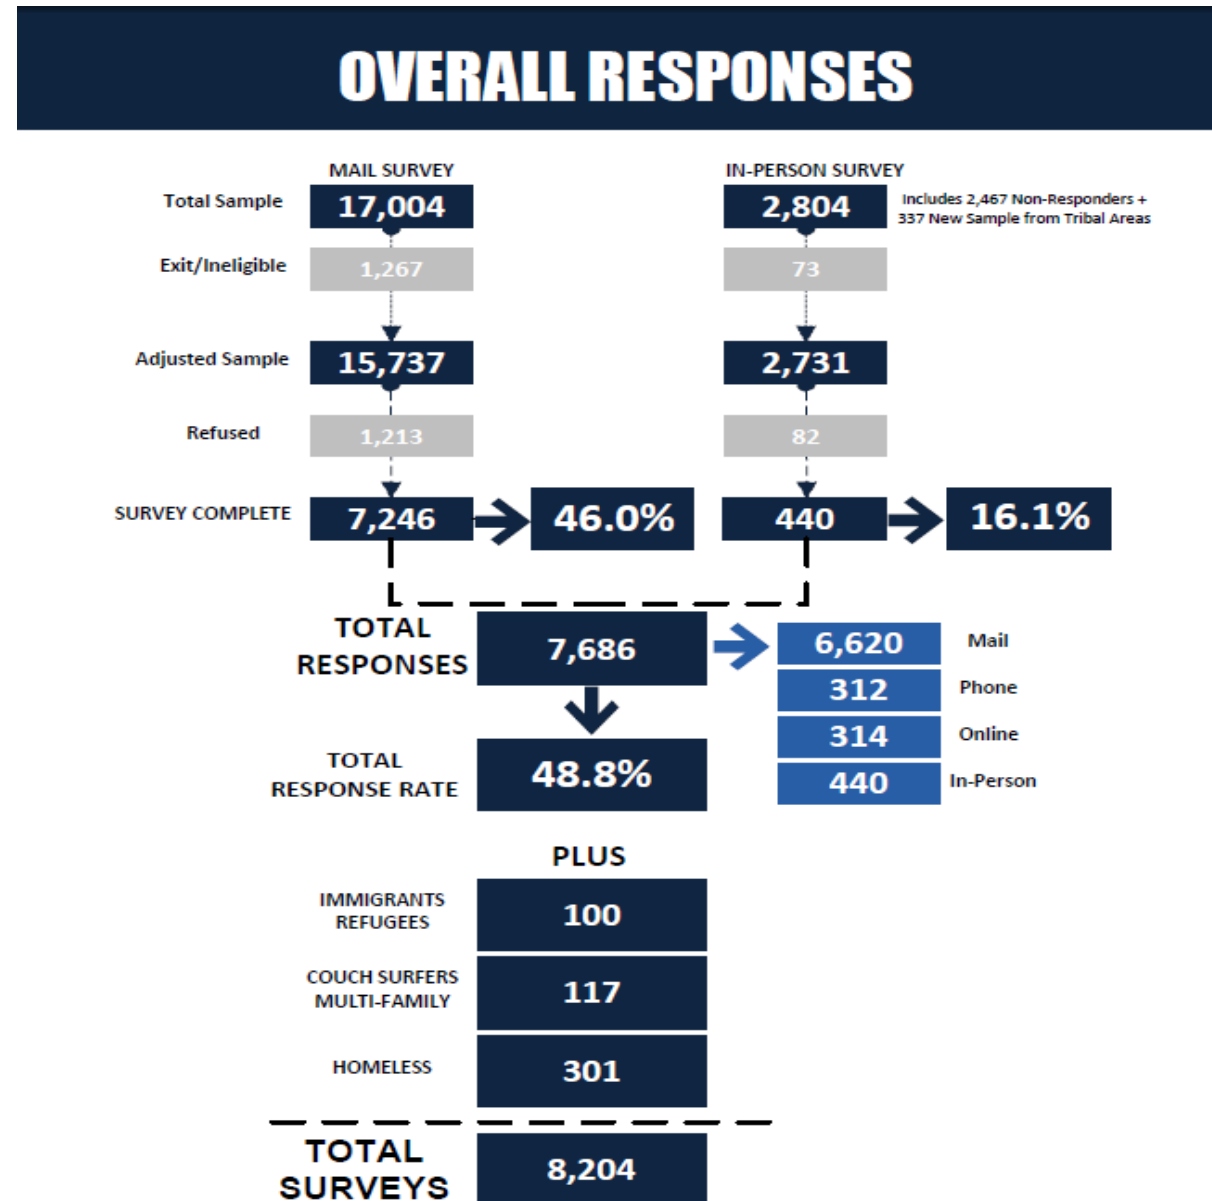 OVERALL RESPONSES
MAIL SURVEY
IN-PERSON SURVEY
Total Sample
17,004
2,804
Includes 2,467 Non-Responders +
337 New Sample from Tribal Areas
Exit/Ineligible
1,267
73
Adjusted Sample
15,737
2,731
Refused
1,213
82
SURVEY COMPLETE
7,246
46.0%
440
16.1%
TOTAL
RESPONSES
7,686
6,620
Mail
312
Phone
314
Online
440
In-Person
TOTAL
RESPONSE RATE
48.8%
PLUS
IMMIGRANTS
REFUGEES
100
COUCH SURFERS
MULTI-FAMILY
117
HOMELESS
301
TOTAL
SURVEYS
8,204